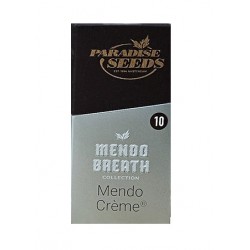 PARADISE
SEEDS
EST 1994 AMSTERDAM
10
MENDO
BREATH
COLLECTION
Mendo
Crème®